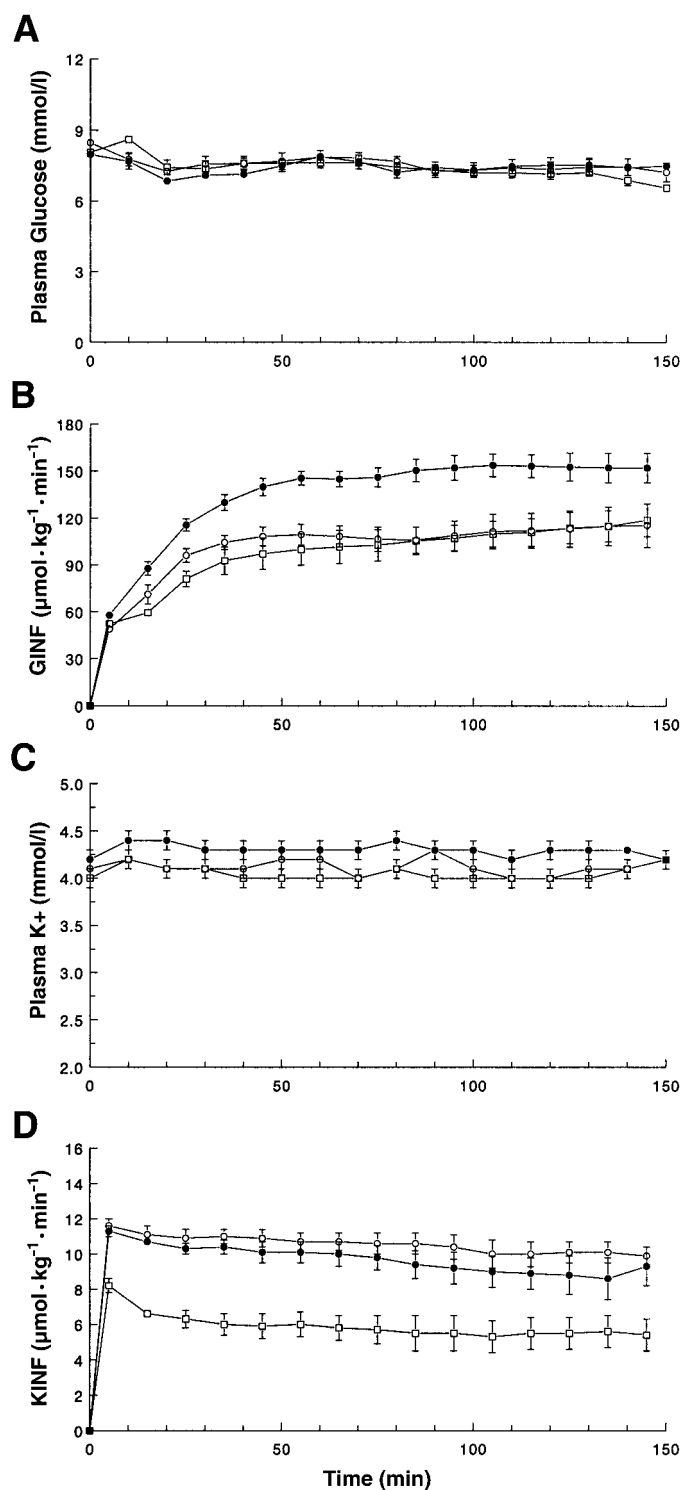 A
Plasma Glucose (mmol/l)
12
9
6
3
0
0 50 100 150
B
GINF (µmol·kg⁻¹·min⁻¹)
180
150
120
90
60
30
0
0 50 100 150
C
Plasma K+ (mmol/l)
5.0
4.5
4.0
3.5
3.0
2.5
2.0
0 50 100 150
D
KINF (µmol·kg⁻¹·min⁻¹)
16
14
12
10
8
6
4
2
0
0 50 100 150
Time (min)